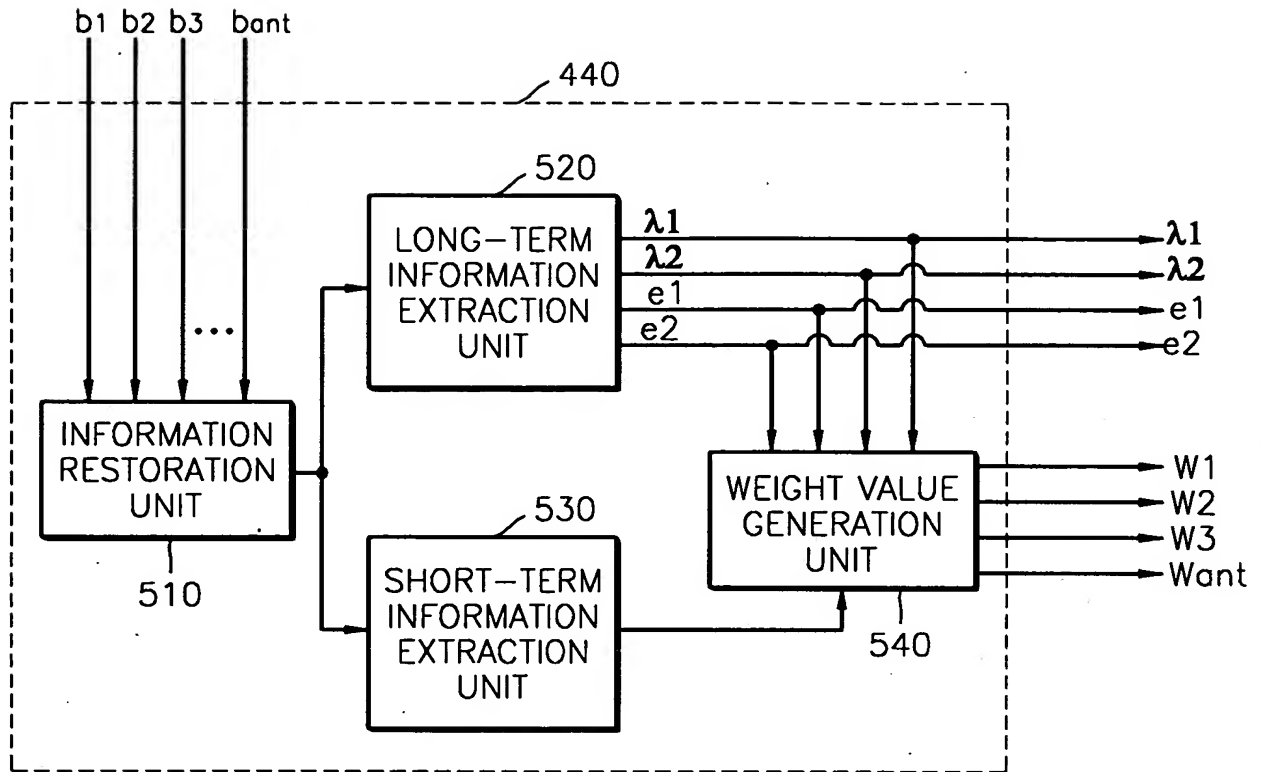 b1 b2 b3 bant
440
520
LONG-TERM
INFORMATION
EXTRACTION
UNIT
λ1
λ2
e1
e2
λ1
λ2
e1
e2
...
INFORMATION
RESTORATION
UNIT
510
530
SHORT-TERM
INFORMATION
EXTRACTION
UNIT
WEIGHT VALUE
GENERATION
UNIT
540
W1
W2
W3
Want